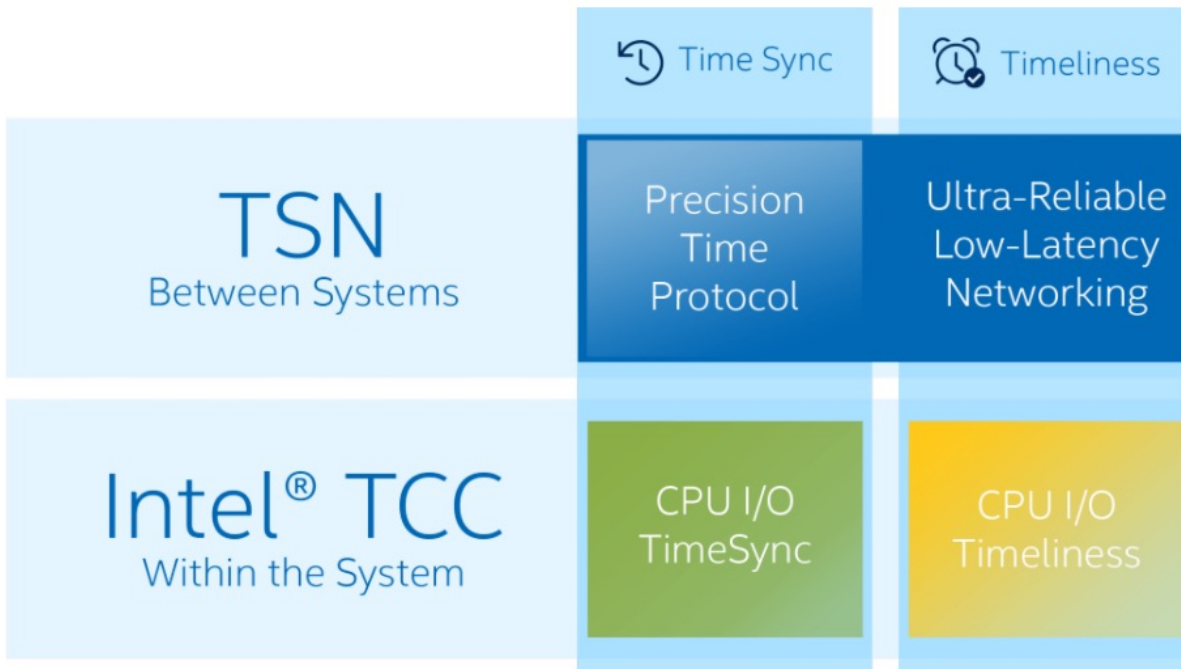 Time Sync
Timeliness
TSN
Between Systems
Precision
Time
Protocol
Ultra-Reliable
Low-Latency
Networking
Intel® TCC
Within the System
CPU I/O
TimeSync
CPU I/O
Timeliness